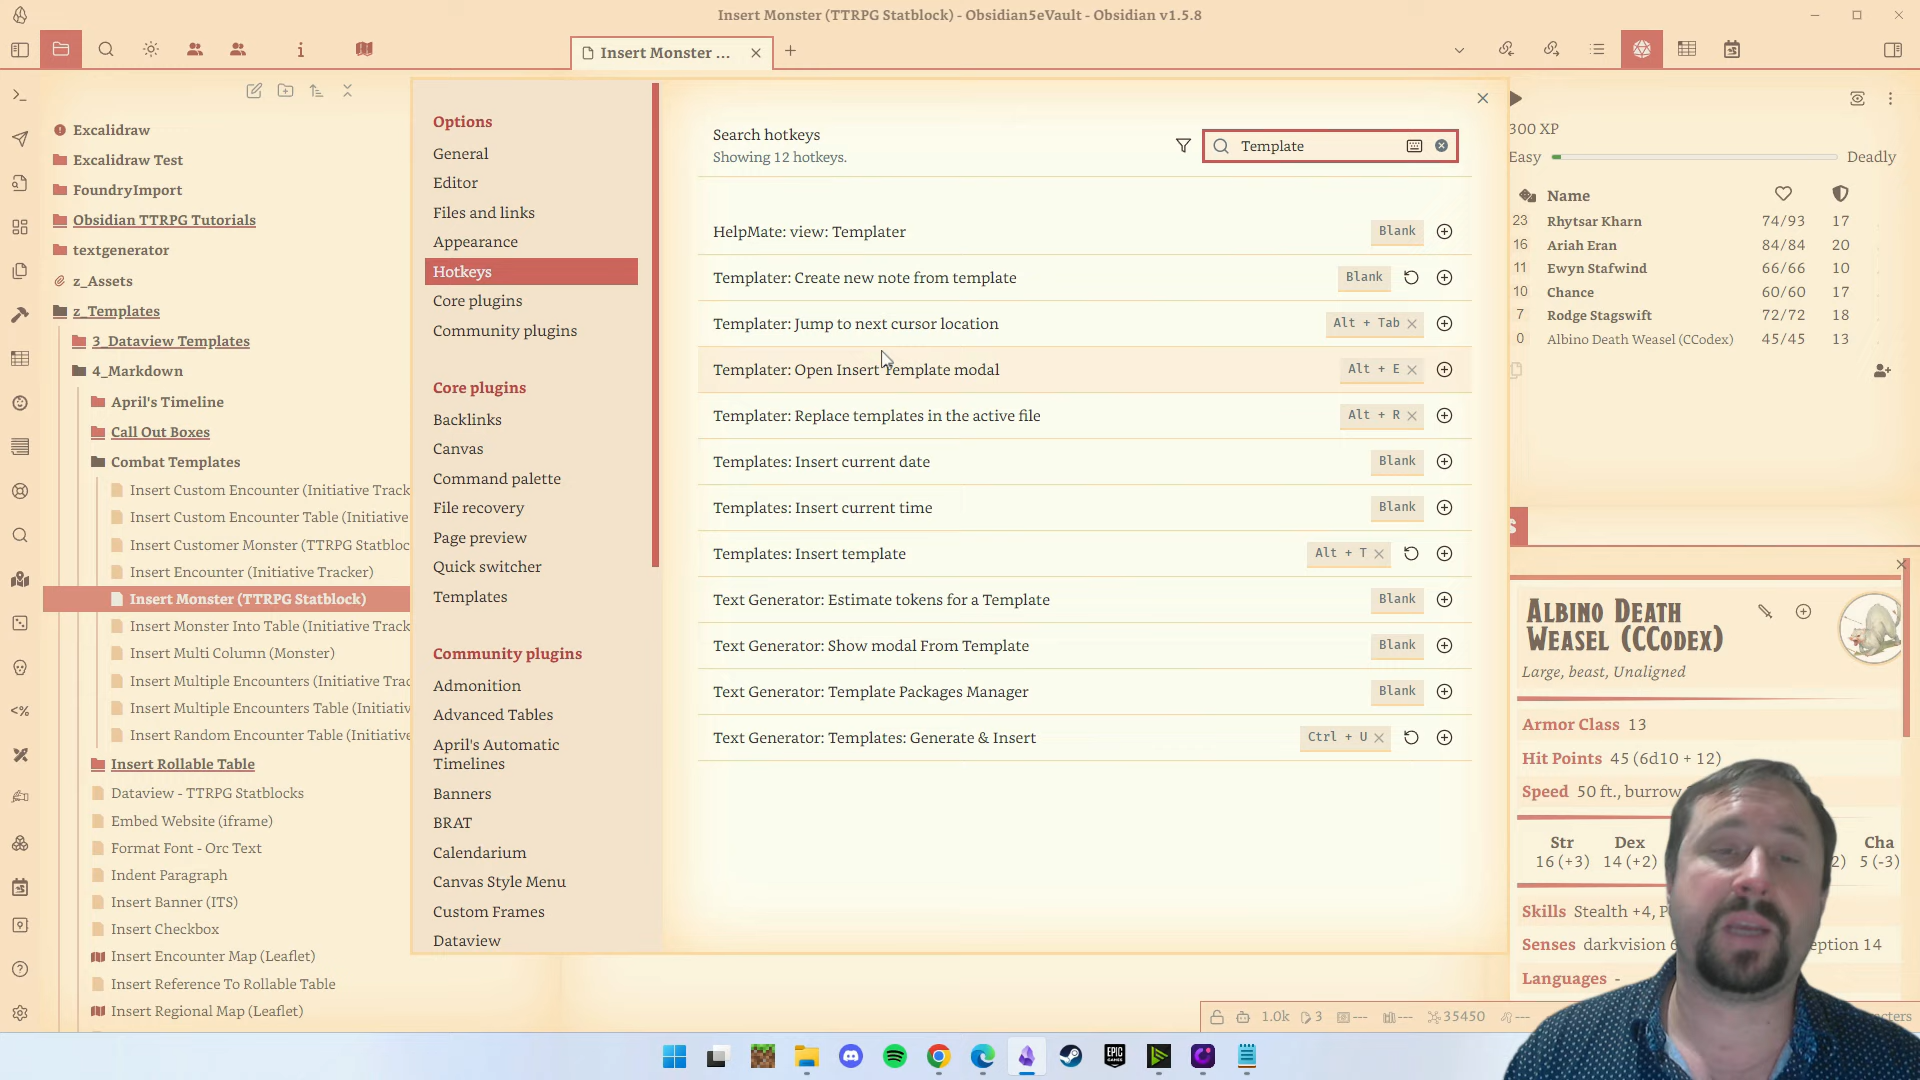 Insert Monster (TTRPG Statblock) - Obsidian5eVault - Obsidian v1.5.8
Insert Monster ...
Excalidraw
Excalidraw Test
FoundryImport
Obsidian TTRPG Tutorials
textgenerator
z_Assets
z_Templates
3_Dataview Templates
4_Markdown
April's Timeline
Call Out Boxes
Combat Templates
Insert Custom Encounter (Initiative Track
Insert Custom Encounter Table (Initiative
Insert Customer Monster (TTRPG Statbloc
Insert Encounter (Initiative Tracker)
Insert Monster (TTRPG Statblock)
Insert Monster Into Table (Initiative Track
Insert Multi Column (Monster)
Insert Multiple Encounters (Initiative Trac
Insert Multiple Encounters Table (Initiativ
Insert Random Encounter Table (Initiative
Insert Rollable Table
Dataview - TTRPG Statblocks
Embed Website (iframe)
Format Font - Orc Text
Indent Paragraph
Insert Banner (ITS)
Insert Checkbox
Insert Encounter Map (Leaflet)
Insert Reference To Rollable Table
Insert Regional Map (Leaflet)
Options
General
Editor
Files and links
Appearance
Hotkeys
Core plugins
Community plugins
Core plugins
Backlinks
Canvas
Command palette
File recovery
Page preview
Quick switcher
Templates
Community plugins
Admonition
Advanced Tables
April's Automatic
Timelines
Banners
BRAT
Calendarium
Canvas Style Menu
Custom Frames
Dataview
Search hotkeys
Showing 12 hotkeys.
Template
HelpMate: view: Templater Blank
Templater: Create new note from template Blank
Templater: Jump to next cursor location Alt + Tab
Templater: Open Insert Template modal Alt + E
Templater: Replace templates in the active file Alt + R
Templates: Insert current date Blank
Templates: Insert current time Blank
Templates: Insert template Alt + T
Text Generator: Estimate tokens for a Template Blank
Text Generator: Show modal From Template Blank
Text Generator: Template Packages Manager Blank
Text Generator: Templates: Generate & Insert Ctrl + U
300 XP
Easy Deadly
Name
23 Rhytsar Kharn 74/93 17
16 Ariah Eran 84/84 20
11 Ewyn Stafwind 66/66 10
10 Chance 60/60 17
7 Rodge Stagswift 72/72 18
0 Albino Death Weasel (CCodex) 45/45 13
Albino Death
Weasel (CCodex)
Large, beast, Unaligned
Armor Class 13
Hit Points 45 (6d10 + 12)
Speed 50 ft., burrow
Str Dex Cha
16 (+3) 14 (+2) 2) 5 (-3)
Skills Stealth +4, P
Senses darkvision 6 eption 14
Languages -
1.0k 3 --- --- 35450 --- cters
EPIC
GAMES